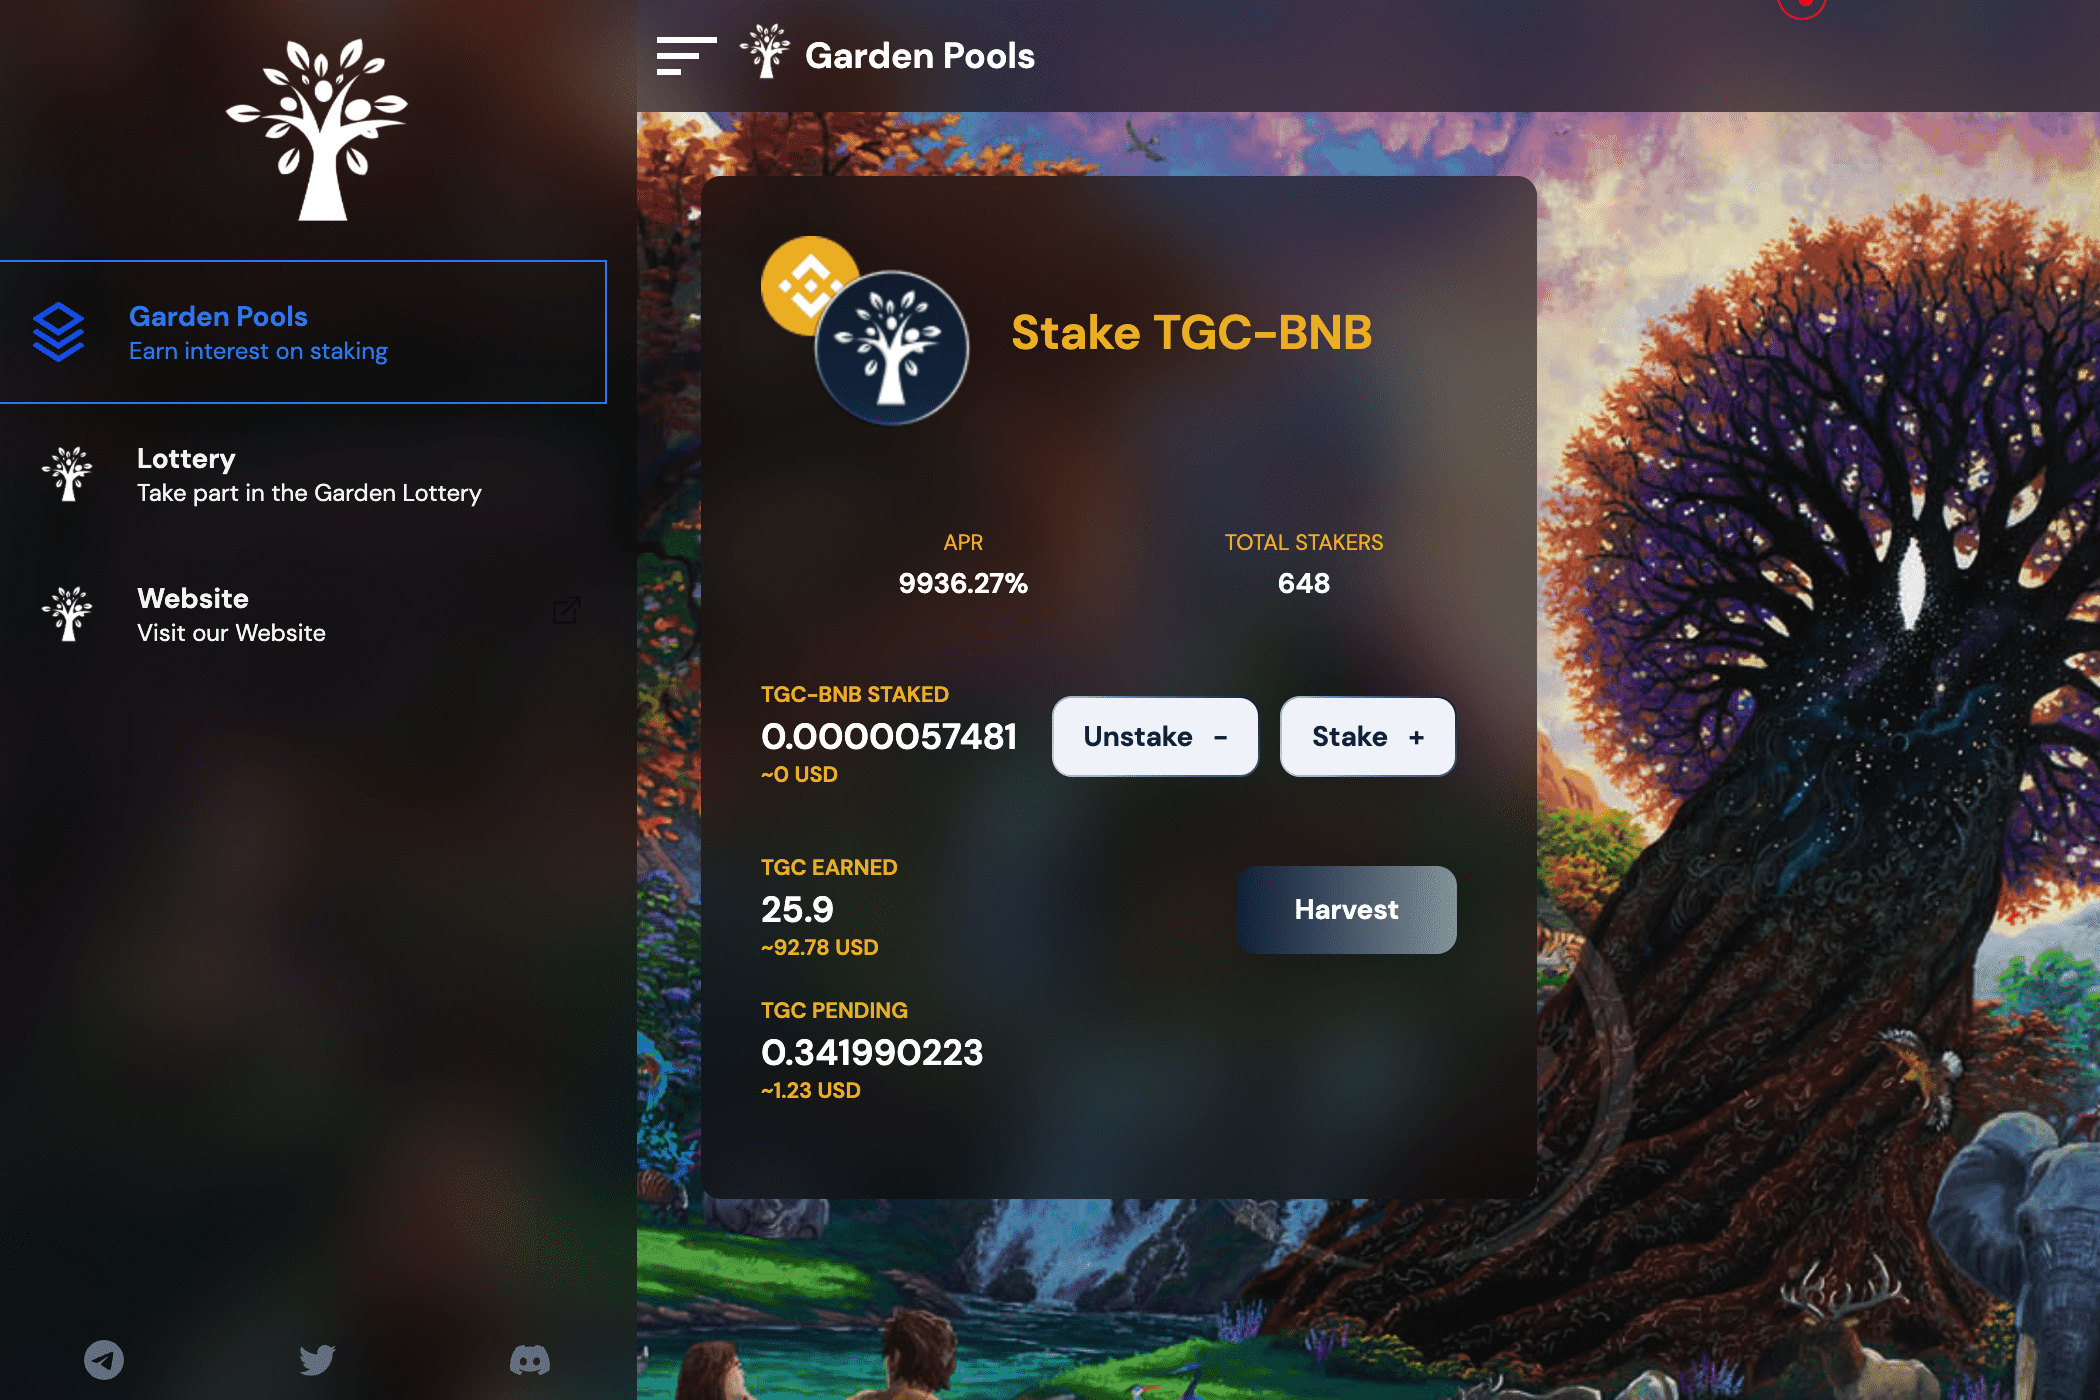 Garden Pools
Earn interest on staking
Lottery
Take part in the Garden Lottery
Website
Visit our Website
Garden Pools
Stake TGC-BNB
APR
9936.27%
TOTAL STAKERS
648
TGC-BNB STAKED
0.0000057481
~0 USD
Unstake −
Stake +
TGC EARNED
25.9
~92.78 USD
Harvest
TGC PENDING
0.341990223
~1.23 USD